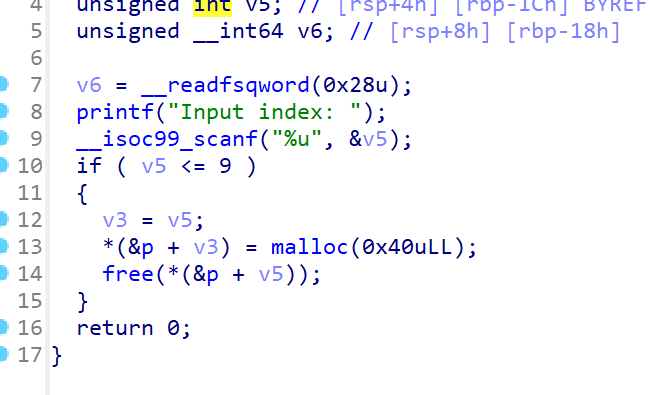 4 unsigned int v5; // [rsp+4h] [rbp-1Ch] BYREF
5 unsigned __int64 v6; // [rsp+8h] [rbp-18h]
6
7 v6 = __readfsqword(0x28u);
8 printf("Input index: ");
9 __isoc99_scanf("%u", &v5);
10 if ( v5 <= 9 )
11 {
12 v3 = v5;
13 *(&p + v3) = malloc(0x40uLL);
14 free(*(&p + v5));
15 }
16 return 0;
17 }